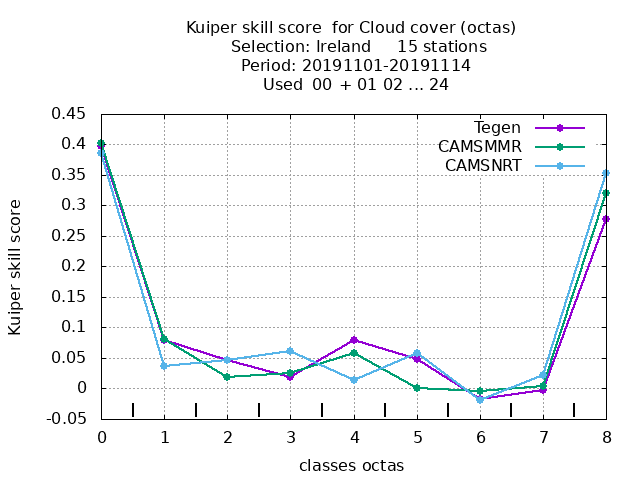 Kuiper skill score  for Cloud cover (octas)
Selection: Ireland     15 stations
Period: 20191101-20191114
Used  00  + 01 02 ... 24
Tegen
CAMSMMR
CAMSNRT
0.45
0.4
0.35
0.3
0.25
0.2
0.15
0.1
0.05
0
-0.05
Kuiper skill score
0 1 2 3 4 5 6 7 8
classes octas